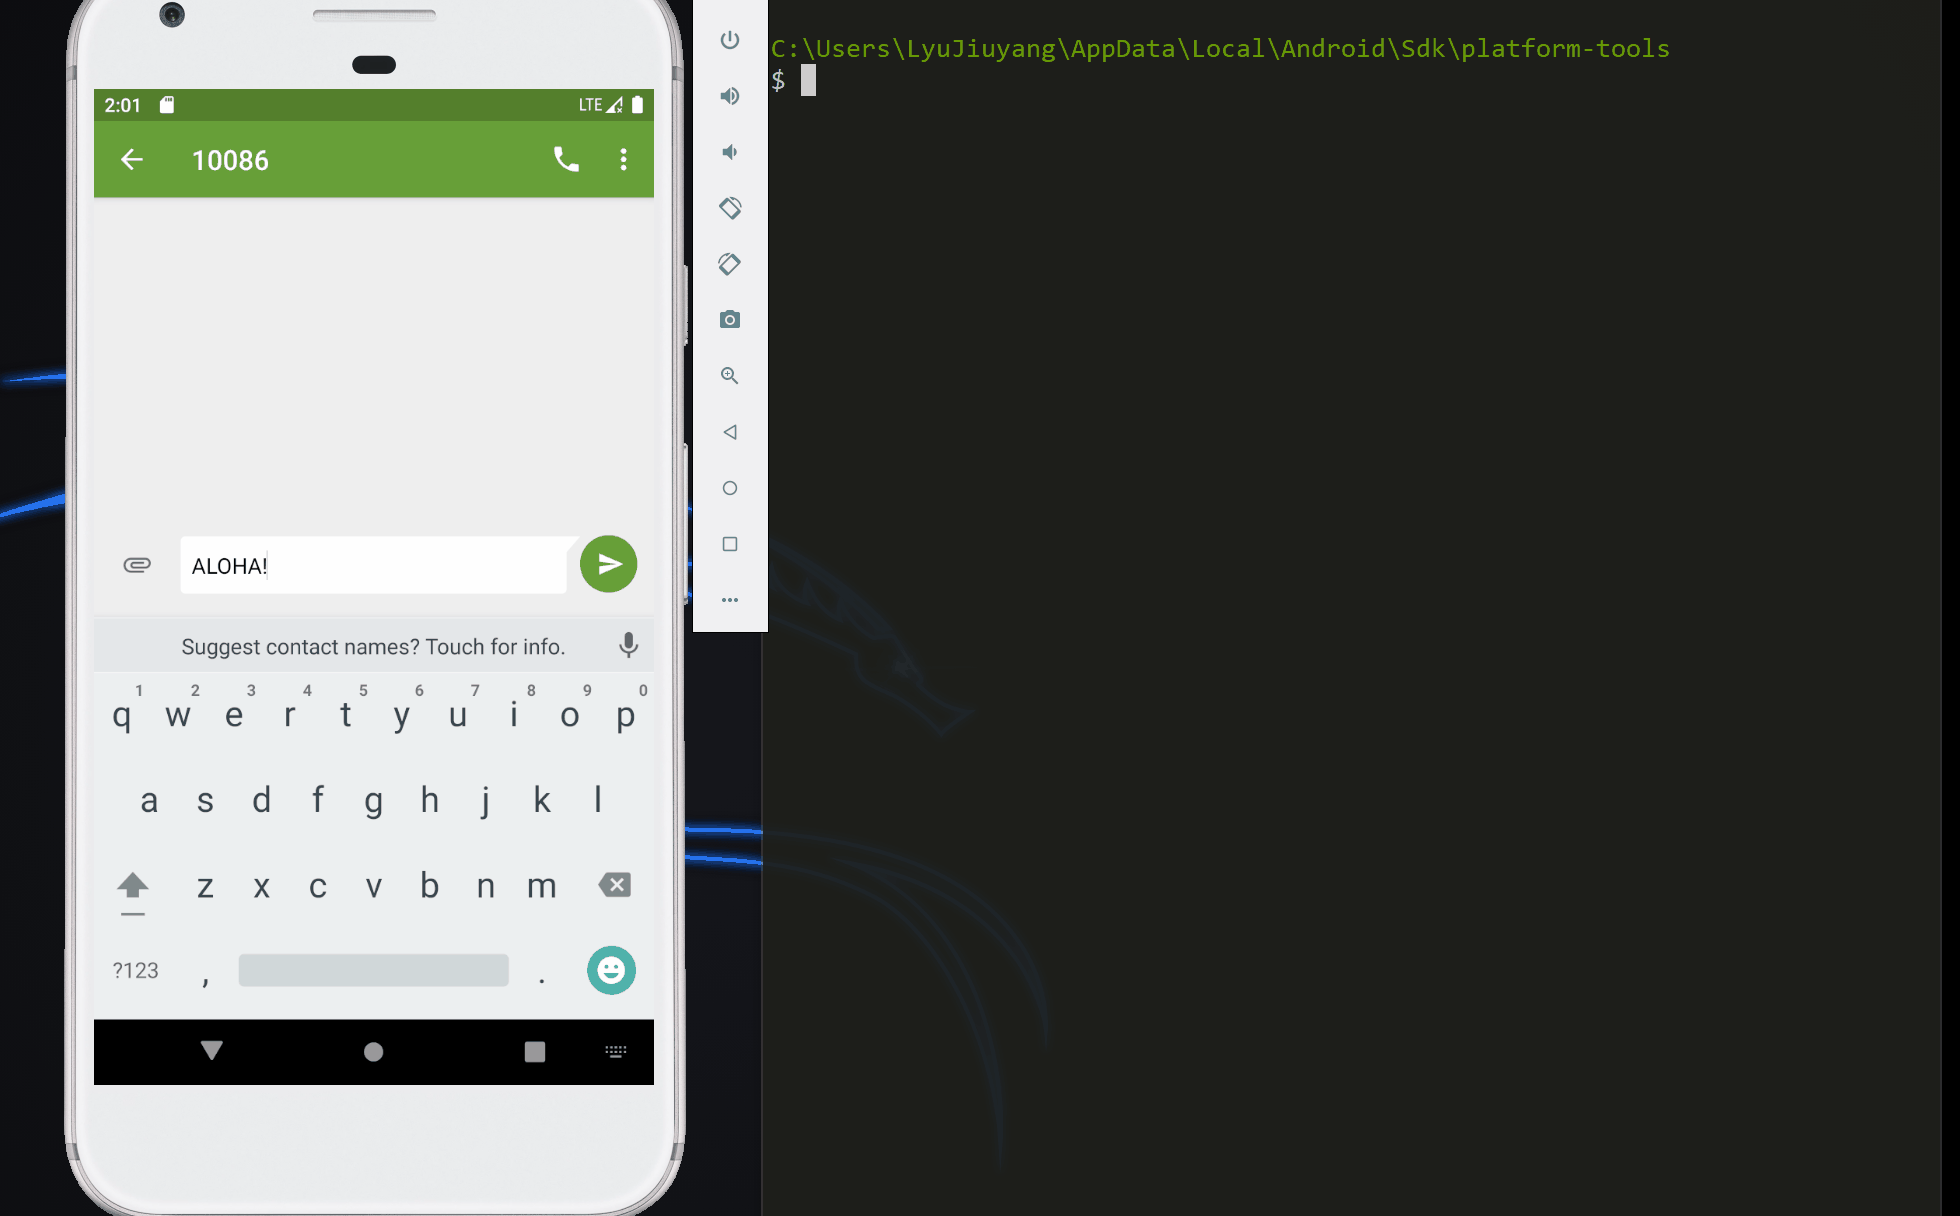 2:01
LTE
10086
ALOHA!
Suggest contact names? Touch for info.
1 2 3 4 5 6 7 8 9 0
q w e r t y u i o p
a s d f g h j k l
z x c v b n m
?123 , .
C:\Users\LyuJiuyang\AppData\Local\Android\Sdk\platform-tools
$